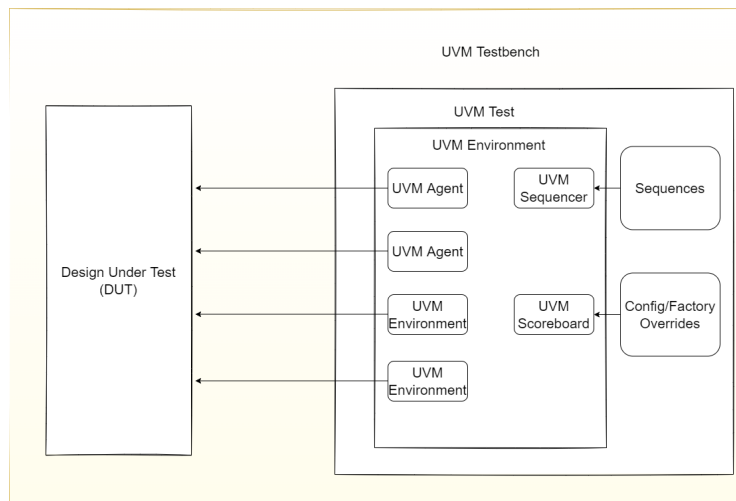 UVM Testbench
UVM Test
UVM Environment
UVM Agent
UVM
Sequencer
Sequences
UVM Agent
Design Under Test
(DUT)
UVM
Environment
UVM
Scoreboard
Config/Factory
Overrides
UVM
Environment